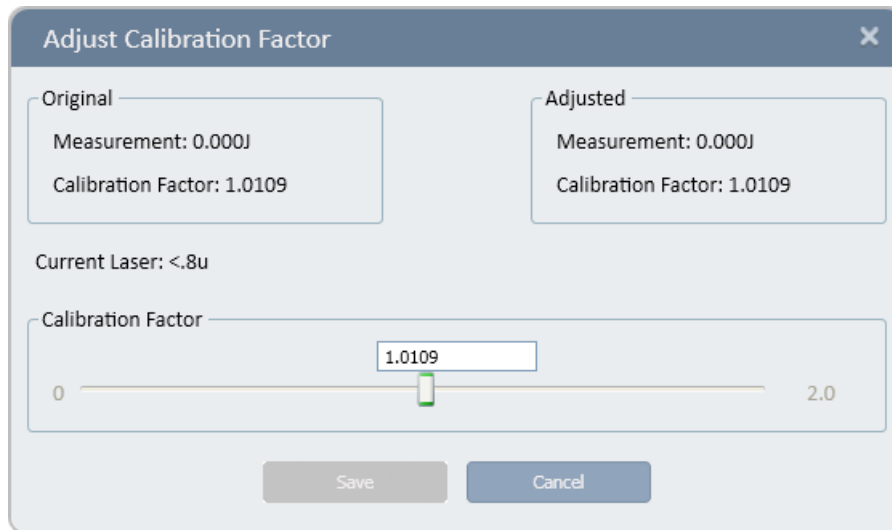 Adjust Calibration Factor
Original
Measurement: 0.000J
Calibration Factor: 1.0109
Adjusted
Measurement: 0.000J
Calibration Factor: 1.0109
Current Laser: <.8u
Calibration Factor
1.0109
0
2.0
Save
Cancel